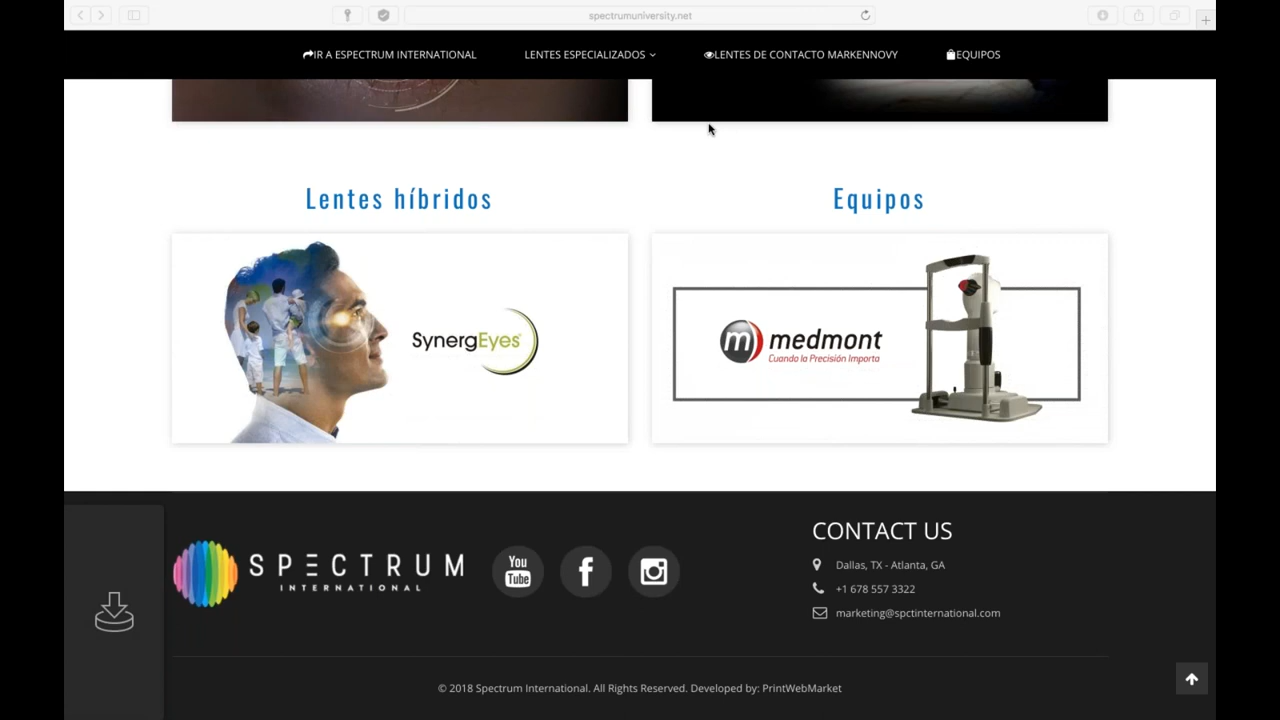 spectrumuniversity.net
IR A ESPECTRUM INTERNATIONAL
LENTES ESPECIALIZADOS
LENTES DE CONTACTO MARKENNOVY
EQUIPOS
Lentes híbridos
Equipos
SynergEyes
m medmont
Cuando la Precisión Importa
SPECTRUM
INTERNATIONAL
You
Tube
f
CONTACT US
Dallas, TX - Atlanta, GA
+1 678 557 3322
marketing@spctinternational.com
© 2018 Spectrum International. All Rights Reserved. Developed by: PrintWebMarket